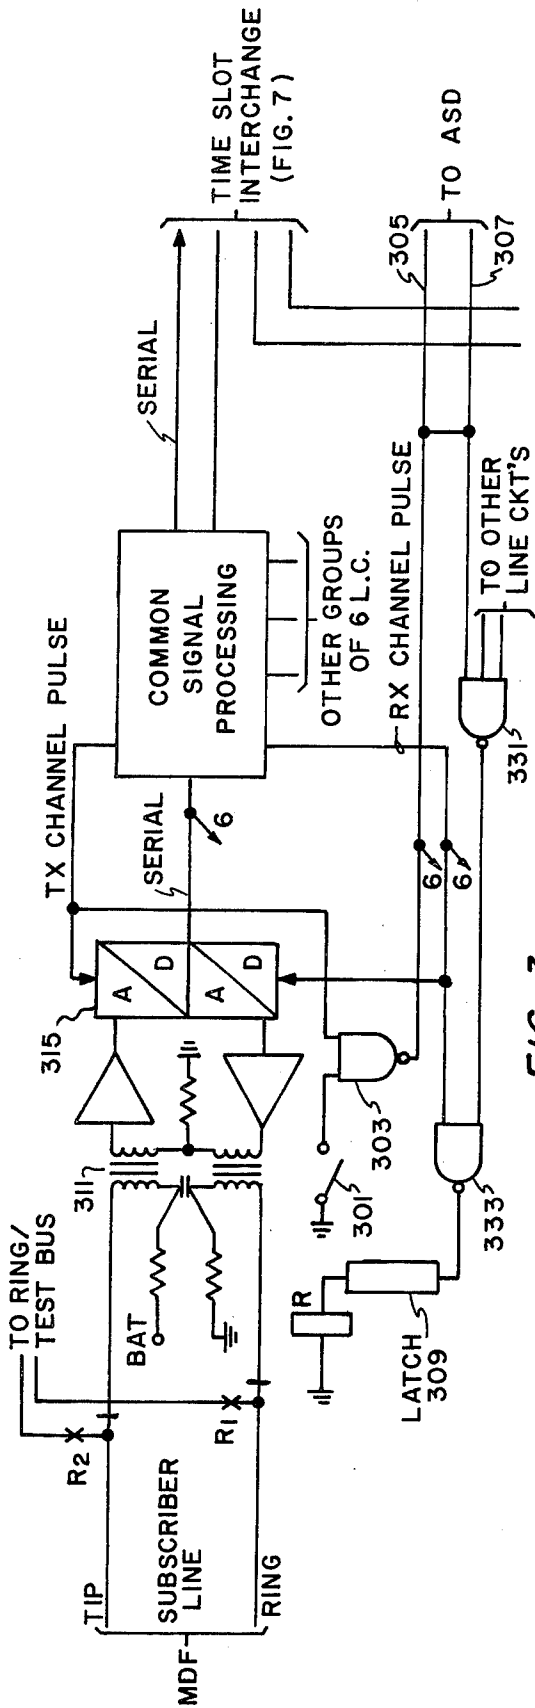 TIME SLOT
INTERCHANGE
(FIG. 7)
TO ASD
305
307
SERIAL
COMMON
SIGNAL
PROCESSING
OTHER GROUPS
OF 6 L.C.
RX CHANNEL PULSE
TO OTHER
LINE CKT'S
331
TX CHANNEL PULSE
SERIAL
6
6
6
315
A
D
A
D
311
303
301
333
R
LATCH
309
TO RING/
TEST BUS
BAT
R2
R1
TIP
SUBSCRIBER
LINE
RING
MDF